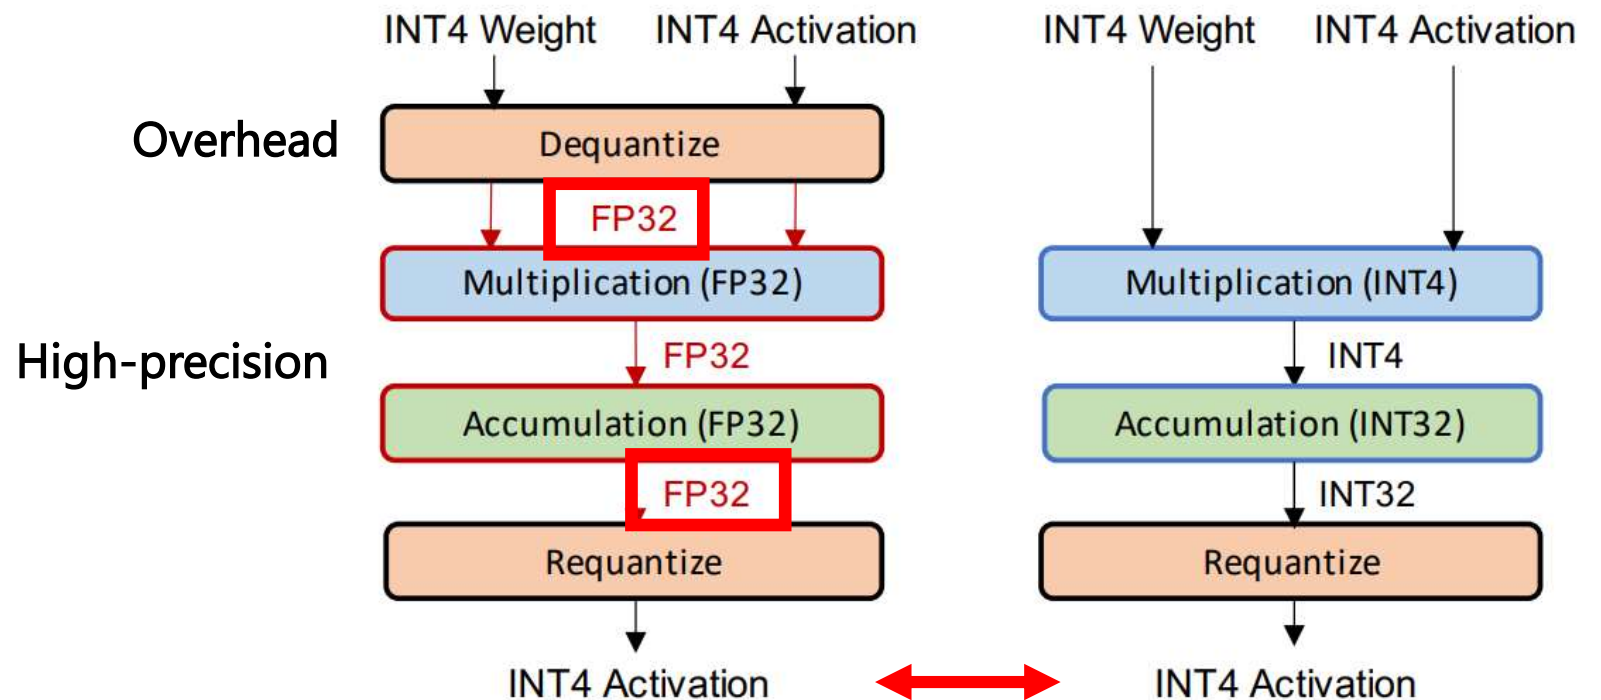 INT4 Weight INT4 Activation
Overhead
Dequantize
FP32
Multiplication (FP32)
High-precision
FP32
Accumulation (FP32)
FP32
Requantize
INT4 Activation
INT4 Weight INT4 Activation
Multiplication (INT4)
INT4
Accumulation (INT32)
INT32
Requantize
INT4 Activation